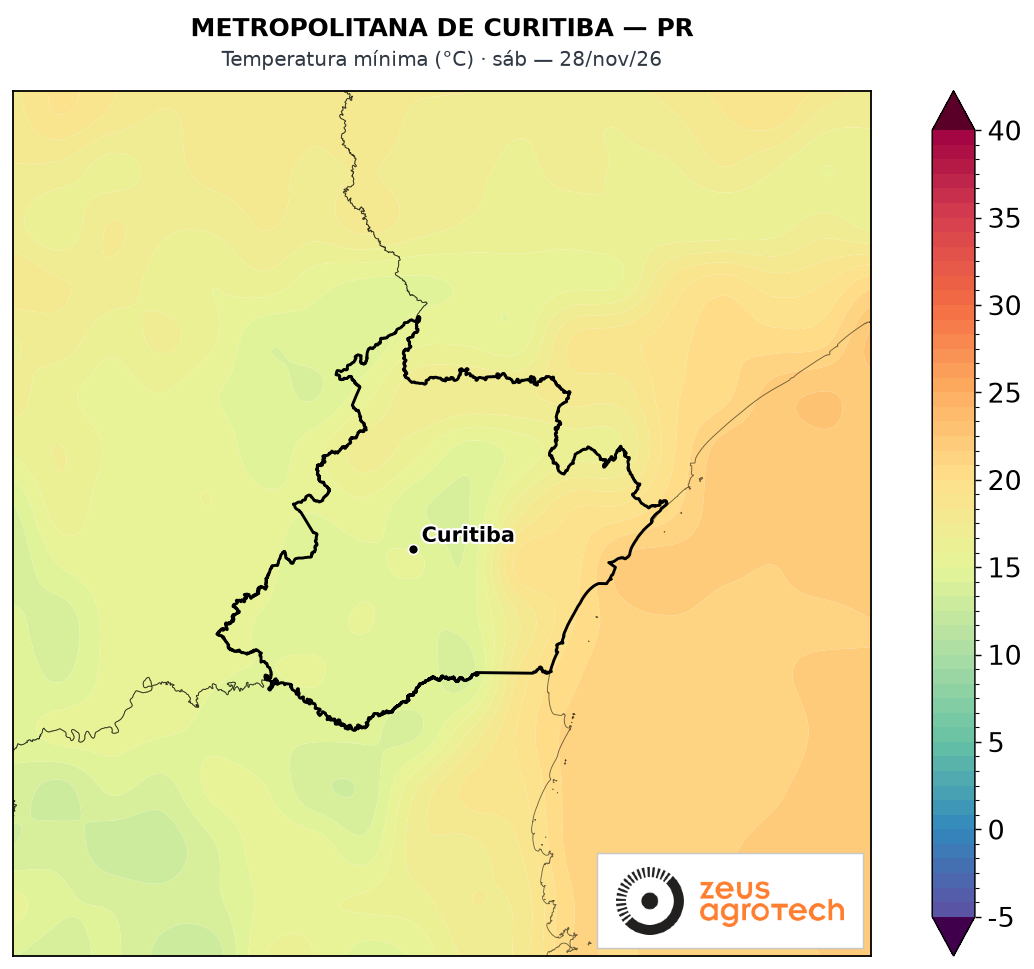 METROPOLITANA DE CURITIBA — PR
Temperatura mínima (°C) · sáb — 28/nov/26
40
35
30
25
20
15
10
5
0
-5
Curitiba
zeus
agrotech